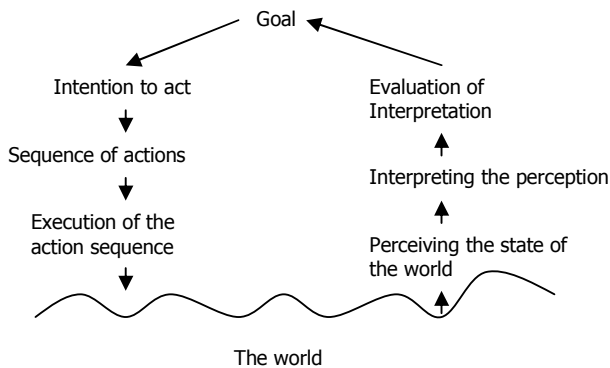 Goal
Intention to act
Sequence of actions
Execution of the
action sequence
Evaluation of
Interpretation
Interpreting the perception
Perceiving the state of
the world
The world